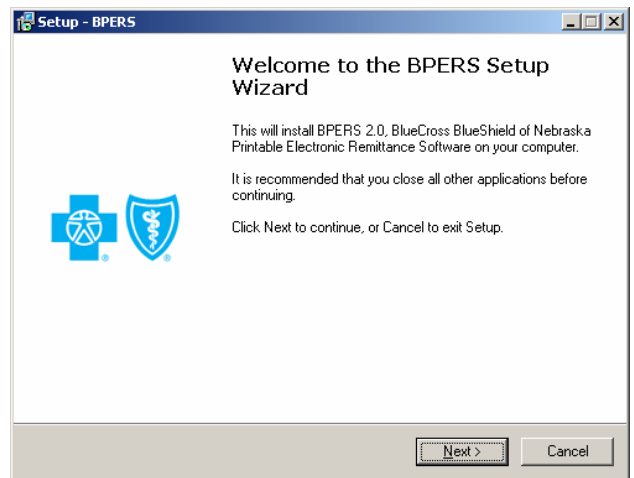 Setup - BPERS
Welcome to the BPERS Setup
Wizard
This will install BPERS 2.0, BlueCross BlueShield of Nebraska
Printable Electronic Remittance Software on your computer.
It is recommended that you close all other applications before
continuing.
Click Next to continue, or Cancel to exit Setup.
® ®
Next >
Cancel